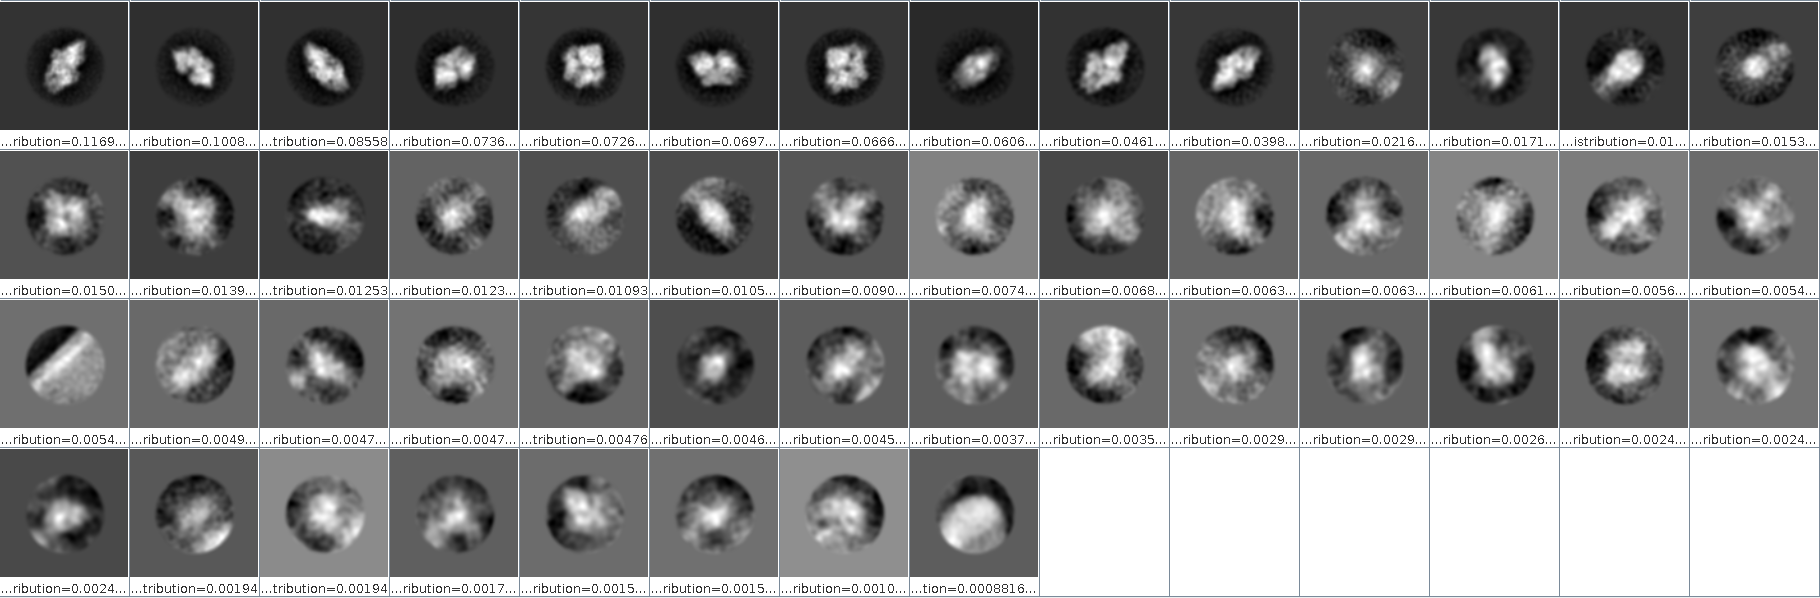 ...ribution=0.1169... ...ribution=0.1008... ...tribution=0.08558 ...ribution=0.0736... ...ribution=0.0726... ...ribution=0.0697... ...ribution=0.0666... ...ribution=0.0606... ...ribution=0.0461... ...ribution=0.0398... ...ribution=0.0216... ...ribution=0.0171... ...istribution=0.01... ...ribution=0.0153...
...ribution=0.0150... ...ribution=0.0139... ...tribution=0.01253 ...ribution=0.0123... ...tribution=0.01093 ...ribution=0.0105... ...ribution=0.0090... ...ribution=0.0074... ...ribution=0.0068... ...ribution=0.0063... ...ribution=0.0063... ...ribution=0.0061... ...ribution=0.0056... ...ribution=0.0054...
...ribution=0.0054... ...ribution=0.0049... ...ribution=0.0047... ...ribution=0.0047... ...tribution=0.00476 ...ribution=0.0046... ...ribution=0.0045... ...ribution=0.0037... ...ribution=0.0035... ...ribution=0.0029... ...ribution=0.0029... ...ribution=0.0026... ...ribution=0.0024... ...ribution=0.0024...
...ribution=0.0024... ...tribution=0.00194 ...tribution=0.00194 ...ribution=0.0017... ...ribution=0.0015... ...ribution=0.0015... ...ribution=0.0010... ...tion=0.0008816...